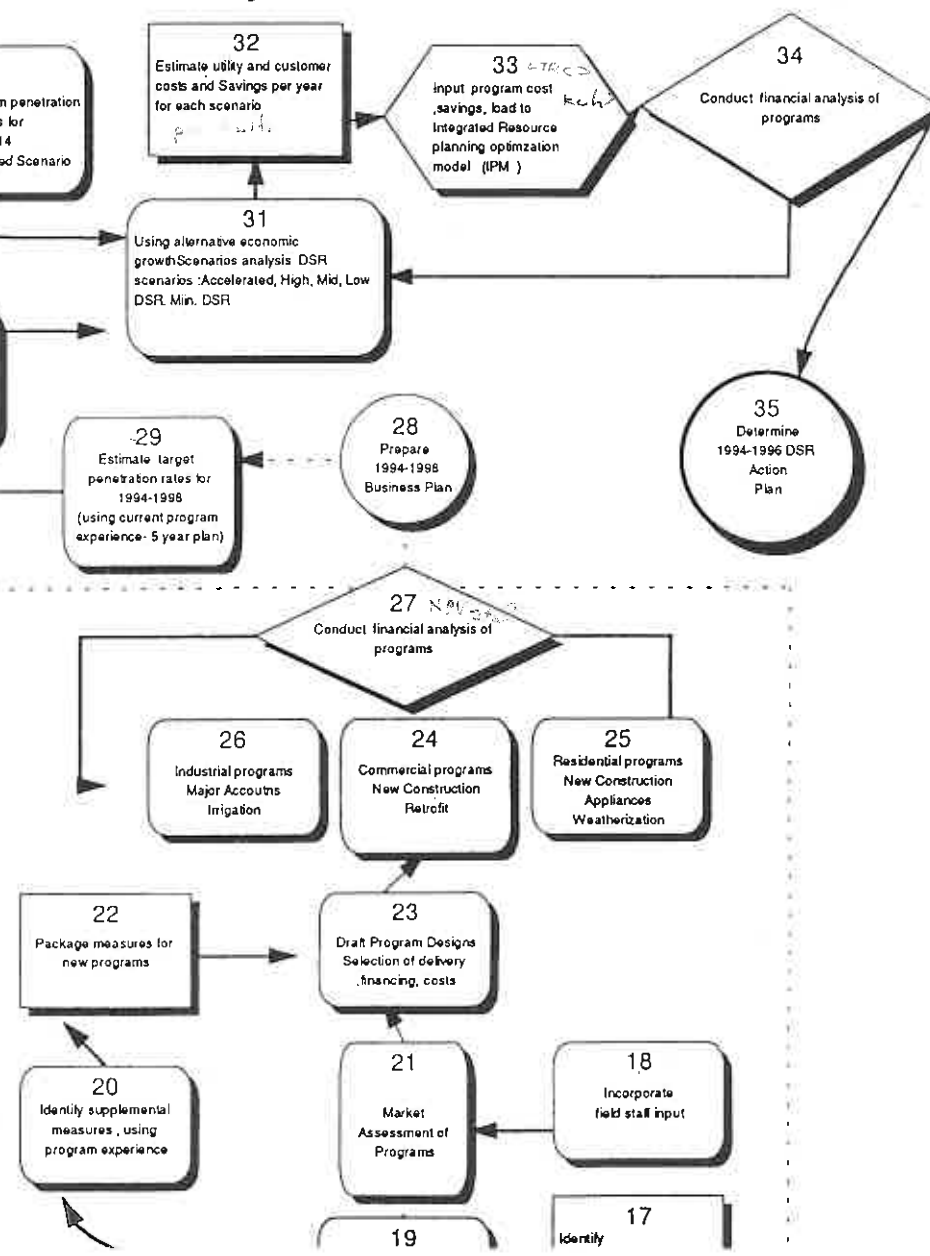 m penetration
s for
14
ed Scenario
32
Estimate utility and customer
costs and Savings per year
for each scenario
33
Input program cost
,savings, load to
Integrated Resource
planning optimzation
model (IPM )
34
Conduct financial analysis of
programs
31
Using alternative economic
growthScenarios analysis DSR
scenarios :Accelerated, High, Mid, Low
DSR, Miin. DSR
35
Determine
1994-1996 DSR
Action
Plan
29
Estimate target
penetration rates for
1994-1998
(using current program
experience- 5 year plan)
28
Prepare
1994-1998
Business Plan
27
Conduct financial analysis of
programs
26
Industrial programs
Major Accoutns
Irrigation
24
Commercial programs
New Construction
Retrofit
25
Residential programs
New Construction
Appliances
Weatherization
22
Package measures for
new programs
23
Draft Program Designs
Selection of delivery
,financing, costs
20
Identify supplemental
measures , using
program experience
21
Market
Assessment of
Programs
18
Incorporate
field staff input
19
17
Identify